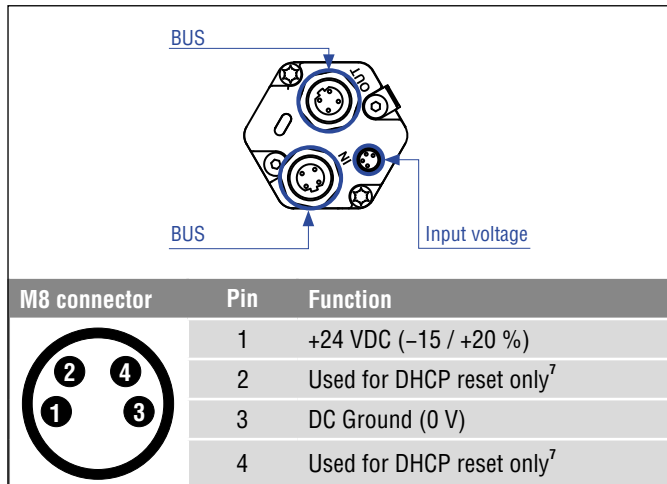 BUS
OUT
IN
BUS
Input voltage
M8 connector Pin Function
1 +24 VDC (−15 / +20 %)
2 4
2 Used for DHCP reset only⁷
1 3
3 DC Ground (0 V)
4 Used for DHCP reset only⁷